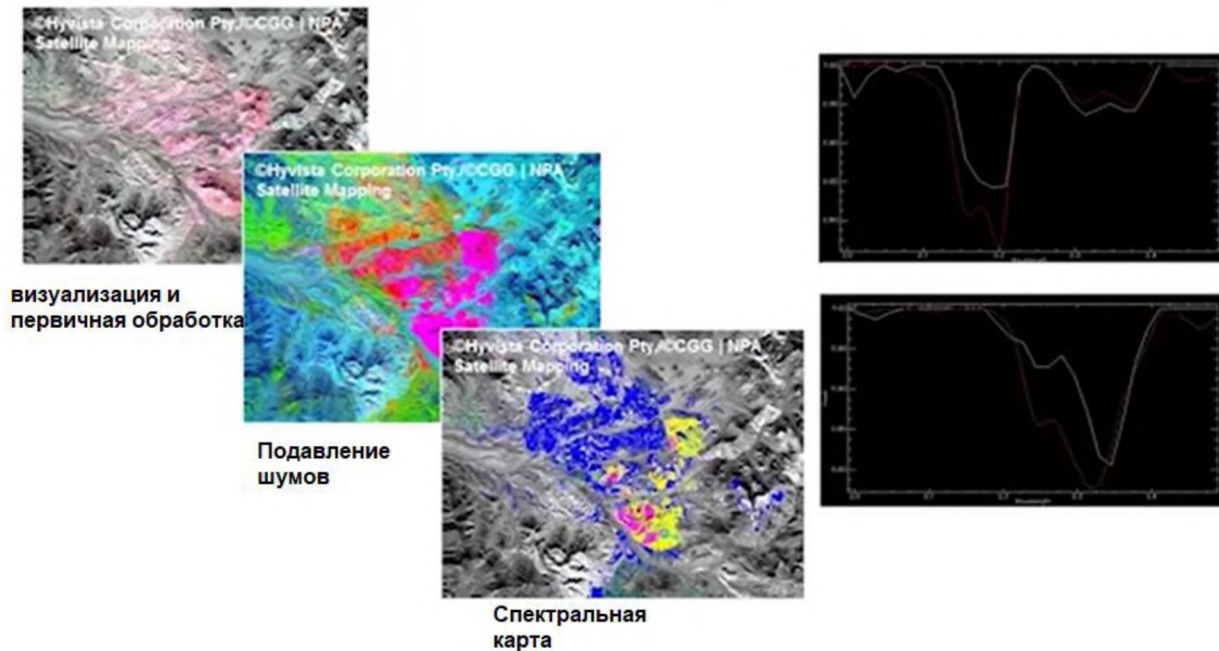 ©Hyvista Corporation Pty./©CGG | NPA
Satellite Mapping
визуализация и
первичная обработка
©Hyvista Corporation Pty./©CGG | NPA
Satellite Mapping
Подавление
шумов
©Hyvista Corporation Pty./©CGG | NPA
Satellite Mapping
Спектральная
карта